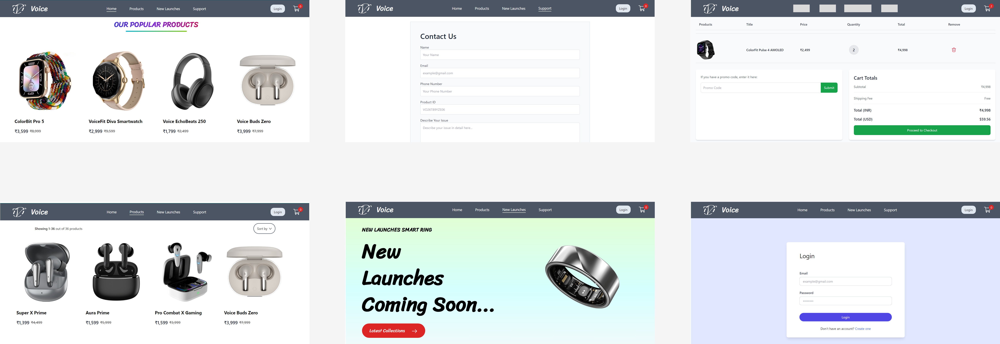 Voice Home Products New Launches Support Login 0
OUR POPULAR PRODUCTS
ColorBit Pro 5
₹3,599 ₹8,999
VoiceFit Diva Smartwatch
₹2,999 ₹9,599
Voice EchoBeats 250
₹1,799 ₹2,499
Voice Buds Zero
₹3,999 ₹7,999
Voice Home Products New Launches Support Login 0
Contact Us
Name
Your Name
Email
example@gmail.com
Phone Number
Your Phone Number
Product ID
VO26T89YZE06
Describe Your Issue
Describe your issue in detail here...
Voice Login 2
Products Title Price Quantity Total Remove
ColorFit Pulse 4 AMOLED ₹2,499 2 ₹4,998
If you have a promo code, enter it here:
Promo Code Submit
Cart Totals
Subtotal ₹4,998
Shipping Fee Free
Total (INR) ₹4,998
Total (USD) $59.56
Proceed to Checkout
Voice Home Products New Launches Support Login 0
Showing 1-36 out of 36 products Sort by
Super X Prime
₹1,399 ₹4,499
Aura Prime
₹1,599 ₹5,999
Pro Combat X Gaming
₹1,599 ₹3,999
Voice Buds Zero
₹3,999 ₹7,999
Voice Home Products New Launches Support Login 0
NEW LAUNCHES SMART RING
New
Launches
Coming Soon...
Latest Collections
Voice Home Products New Launches Support Login 0
Login
Email
example@gmail.com
Password
Login
Don't have an account? Create one